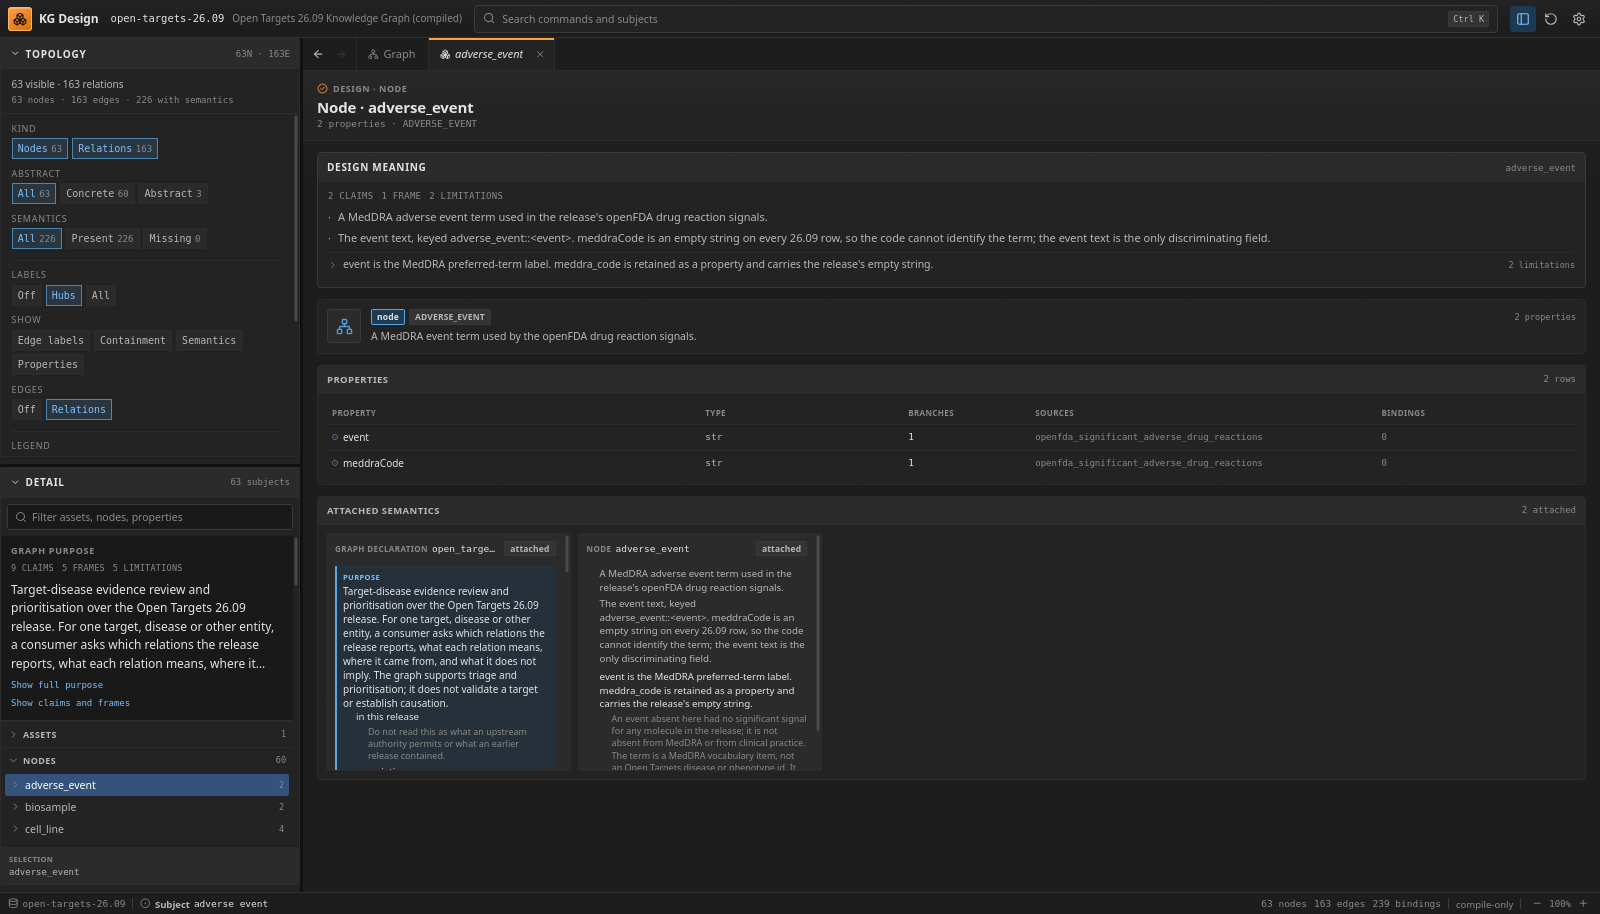 KG Design open-targets-26.09 Open Targets 26.09 Knowledge Graph (compiled)
Search commands and subjects
Ctrl K
TOPOLOGY 63N · 163E
63 visible · 163 relations
63 nodes · 163 edges · 226 with semantics
KIND
Nodes 63 Relations 163
ABSTRACT
All 63 Concrete 60 Abstract 3
SEMANTICS
All 226 Present 226 Missing 0
LABELS
Off Hubs All
SHOW
Edge labels Containment Semantics
Properties
EDGES
Off Relations
LEGEND
DETAIL 63 subjects
Filter assets, nodes, properties
GRAPH PURPOSE
9 CLAIMS 5 FRAMES 5 LIMITATIONS
Target-disease evidence review and
prioritisation over the Open Targets 26.09
release. For one target, disease or other entity,
a consumer asks which relations the release
reports, what each relation means, where it...
Show full purpose
Show claims and frames
ASSETS 1
NODES 60
adverse_event 2
biosample 2
cell_line 4
SELECTION
adverse_event
Graph
adverse_event
DESIGN · NODE
Node · adverse_event
2 properties · ADVERSE_EVENT
DESIGN MEANING adverse_event
2 CLAIMS 1 FRAME 2 LIMITATIONS
· A MedDRA adverse event term used in the release's openFDA drug reaction signals.
· The event text, keyed adverse_event::<event>. meddraCode is an empty string on every 26.09 row, so the code cannot identify the term; the event text is the only discriminating field.
event is the MedDRA preferred-term label. meddra_code is retained as a property and carries the release's empty string. 2 limitations
node ADVERSE_EVENT 2 properties
A MedDRA event term used by the openFDA drug reaction signals.
PROPERTIES 2 rows
PROPERTY TYPE BRANCHES SOURCES BINDINGS
event str 1 openfda_significant_adverse_drug_reactions 0
meddraCode str 1 openfda_significant_adverse_drug_reactions 0
ATTACHED SEMANTICS 2 attached
GRAPH DECLARATION open_targe… attached
PURPOSE
Target-disease evidence review and
prioritisation over the Open Targets 26.09
release. For one target, disease or other
entity, a consumer asks which relations the
release reports, what each relation means,
where it came from, and what it does not
imply. The graph supports triage and
prioritisation; it does not validate a target
or establish causation.
in this release
Do not read this as what an upstream
authority permits or what an earlier
release contained.
NODE adverse_event attached
A MedDRA adverse event term used in the
release's openFDA drug reaction signals.
The event text, keyed
adverse_event::<event>. meddraCode is an
empty string on every 26.09 row, so the code
cannot identify the term; the event text is the
only discriminating field.
event is the MedDRA preferred-term label.
meddra_code is retained as a property and
carries the release's empty string.
An event absent here had no significant signal
for any molecule in the release; it is not
absent from MedDRA or from clinical practice.
The term is a MedDRA vocabulary item, not
an Open Targets disease or phenotype id. It
open-targets-26.09 Subject adverse event
63 nodes 163 edges 239 bindings compile-only − 100% +